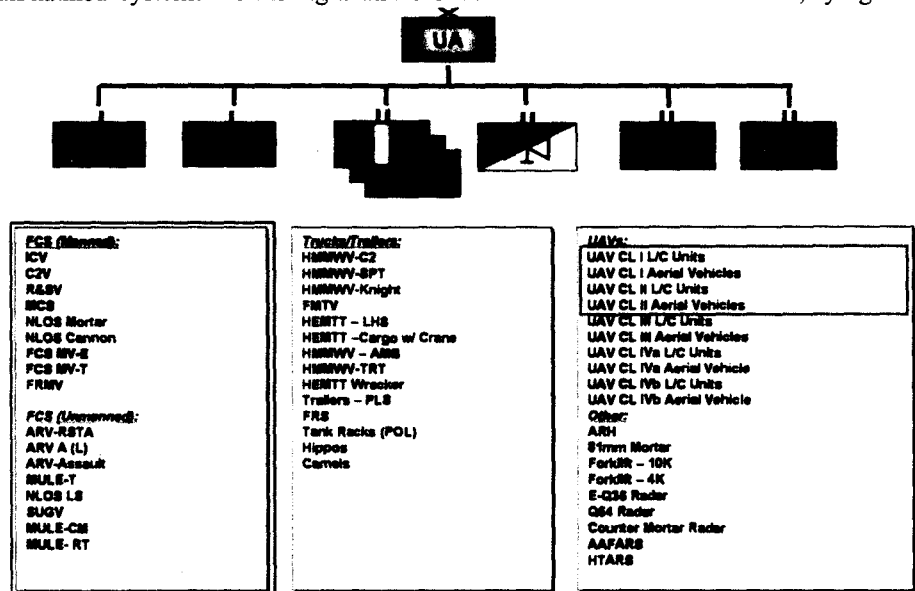 UA
FCS (Manned):
ICV
C2V
R&SV
MCS
NLOS Mortar
NLOS Cannon
FCS MV-E
FCS MV-T
FRMV
FCS (Unmenned):
ARV-RSTA
ARV A (L)
ARV-Assault
MULE-T
NLOS LS
SUGV
MULE-CM
MULE- RT
Trucks/Trailers:
HMMWV-C2
HMMWV-SPT
HMMWV-Knight
FMTV
HEMTT – LHS
HEMTT –Cargo w/ Crane
HMMWV – AMB
HMMWV-TRT
HEMTT Wrecker
Trailers – PLS
FRS
Tank Racks (POL)
Hippos
Camels
UAVs:
UAV CL I L/C Units
UAV CL I Aerial Vehicles
UAV CL II L/C Units
UAV CL II Aerial Vehicles
UAV CL III L/C Units
UAV CL III Aerial Vehicles
UAV CL IVa L/C Units
UAV CL IVa Aerial Vehicle
UAV CL IVb L/C Units
UAV CL IVb Aerial Vehicle
Other:
ARH
81mm Mortar
Forklift – 10K
Forklift – 4K
E-Q36 Radar
Q64 Radar
Counter Mortar Radar
AAFARS
HTARS